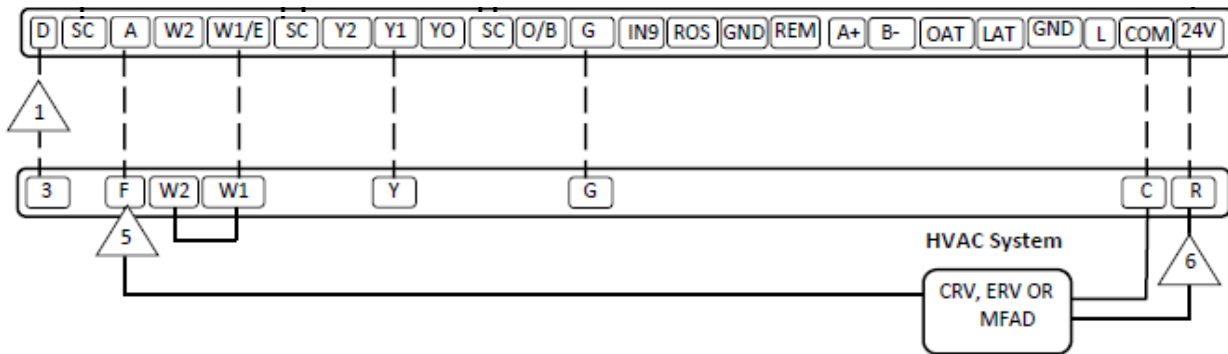 D SC A W2 W1/E SC Y2 Y1 YO SC O/B G IN9 ROS GND REM A+ B- OAT LAT GND L COM 24V
1
3 F W2 W1 Y G C R
5
HVAC System
6
CRV, ERV OR
MFAD